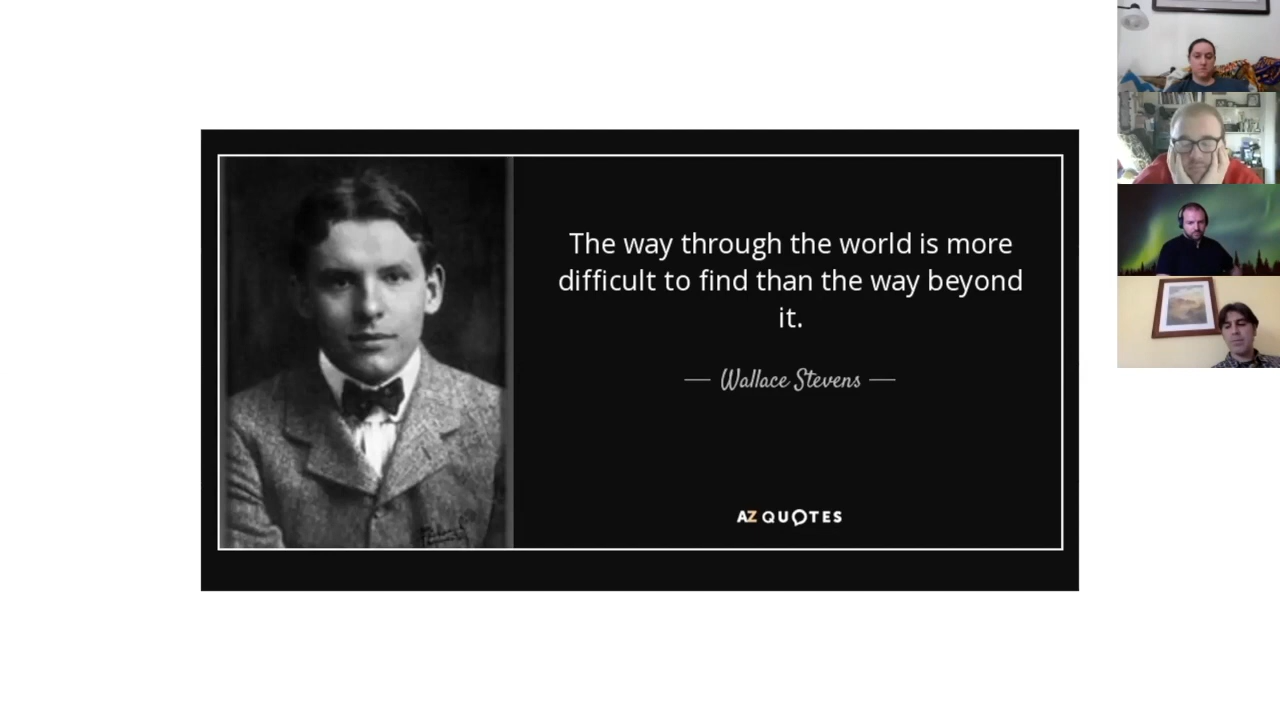 The way through the world is more
difficult to find than the way beyond
it.
— Wallace Stevens —
AZ QUOTES